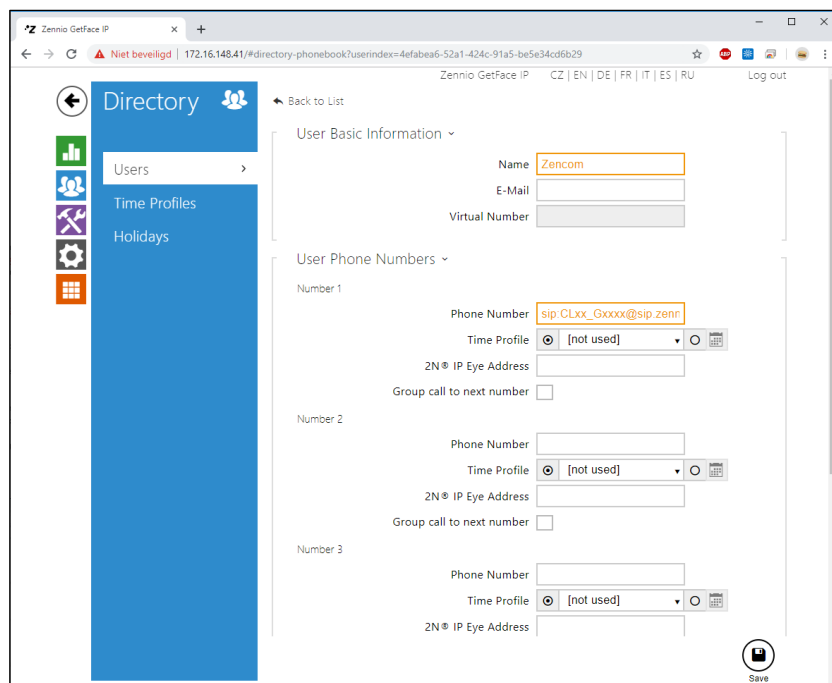 Zennio GetFace IP
Niet beveiligd | 172.16.148.41/#directory-phonebook?userindex=4efabea6-52a1-424c-91a5-be5e34cd6b29
ABP
Zennio GetFace IP CZ | EN | DE | FR | IT | ES | RU Log out
Directory
Back to List
User Basic Information
Users
Name Zencom
E-Mail
Time Profiles
Virtual Number
Holidays
User Phone Numbers
Number 1
Phone Number sip:CLxx_Gxxxx@sip.zenn
Time Profile [not used]
2N® IP Eye Address
Group call to next number
Number 2
Phone Number
Time Profile [not used]
2N® IP Eye Address
Group call to next number
Number 3
Phone Number
Time Profile [not used]
2N® IP Eye Address
Save